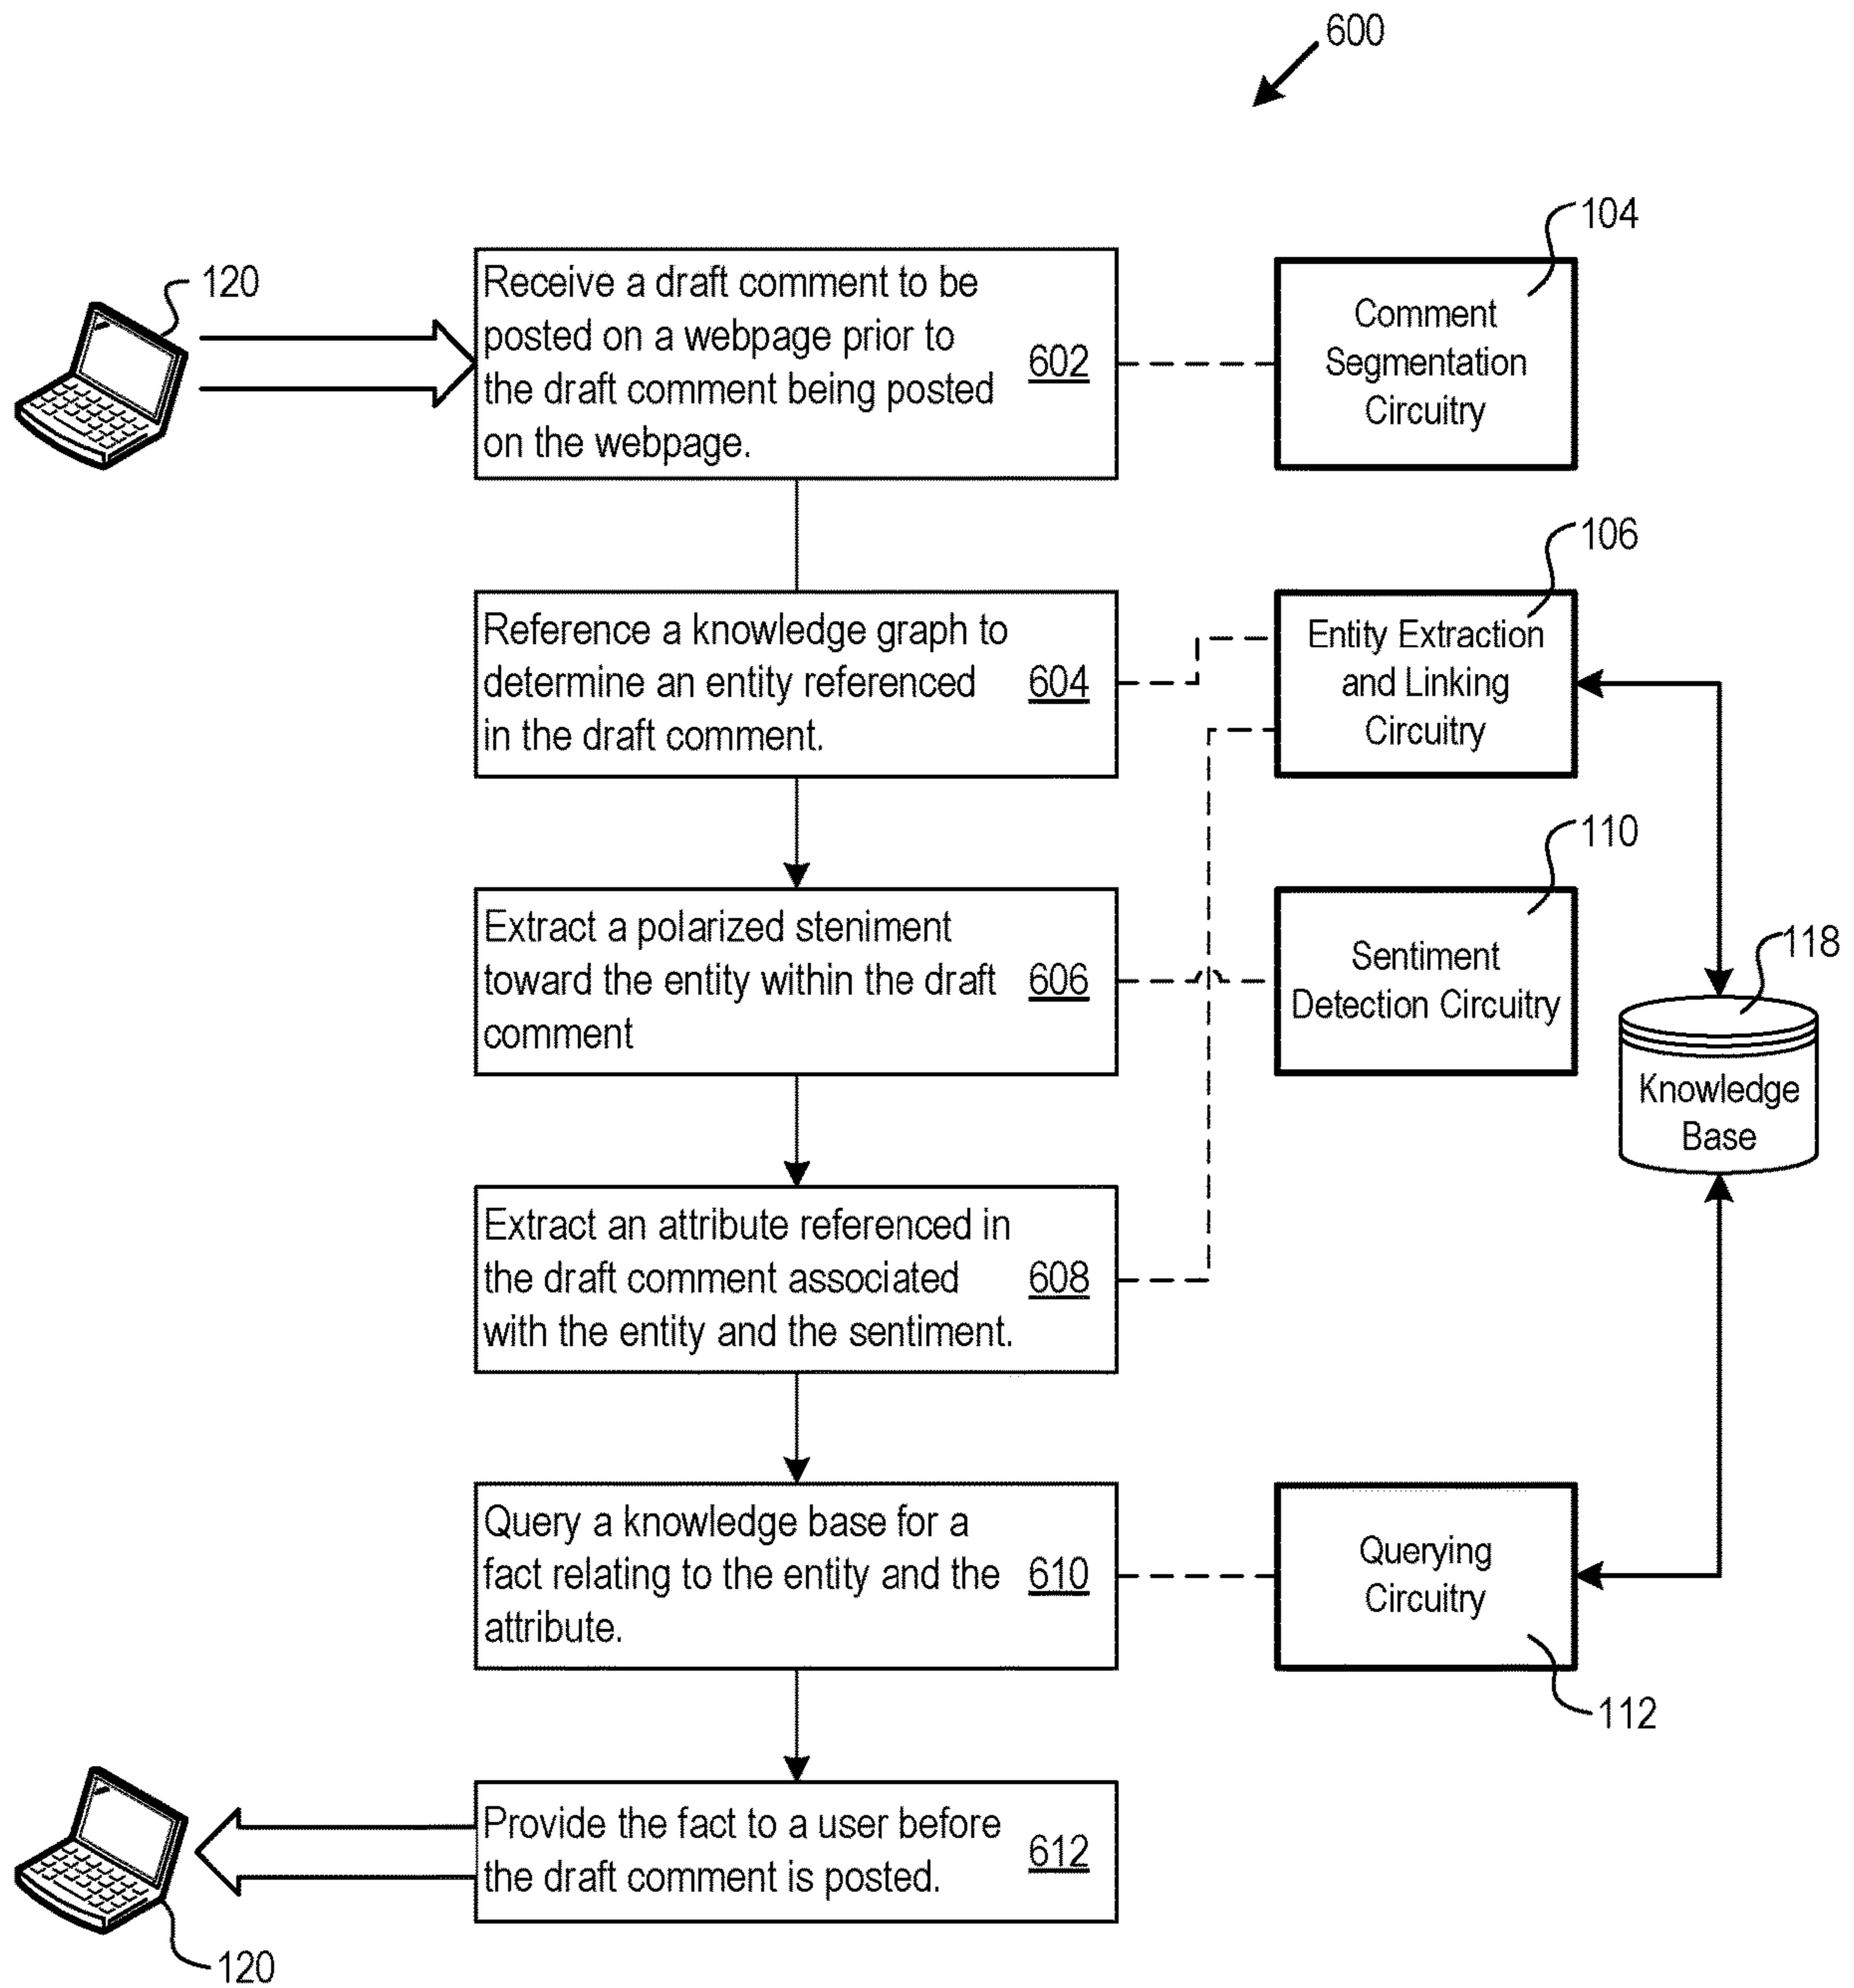 600
120
Receive a draft comment to be
posted on a webpage prior to
the draft comment being posted
on the webpage.
602
104
Comment
Segmentation
Circuitry
Reference a knowledge graph to
determine an entity referenced
in the draft comment.
604
106
Entity Extraction
and Linking
Circuitry
Extract a polarized steniment
toward the entity within the draft
comment
606
110
Sentiment
Detection Circuitry
118
Knowledge
Base
Extract an attribute referenced in
the draft comment associated
with the entity and the sentiment.
608
Query a knowledge base for a
fact relating to the entity and the
attribute.
610
Querying
Circuitry
112
Provide the fact to a user before
the draft comment is posted.
612
120